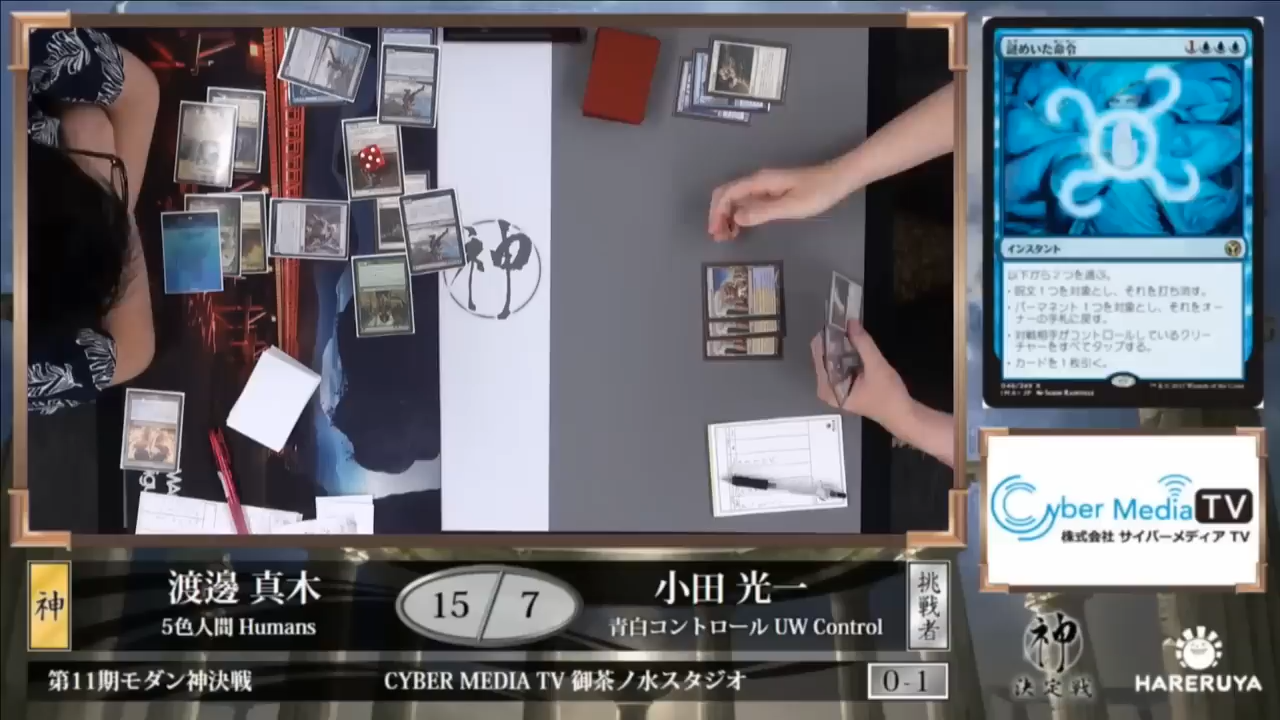 神
謎めいた命令
インスタント
以下から2つを選ぶ。
・呪文1つを対象とし、それを打ち消す。
・パーマネント1つを対象とし、それをオーナーの手札に戻す。
・対戦相手がコントロールしているクリーチャーをすべてタップする。
・カードを1枚引く。
Cyber Media TV
株式会社 サイバーメディア TV
神
渡邊 真木
5色人間 Humans
15 / 7
小田 光一
青白コントロール UW Control
挑戦者
第11期モダン神決戦
CYBER MEDIA TV 御茶ノ水スタジオ
0-1
神
決定戦
HARERUYA